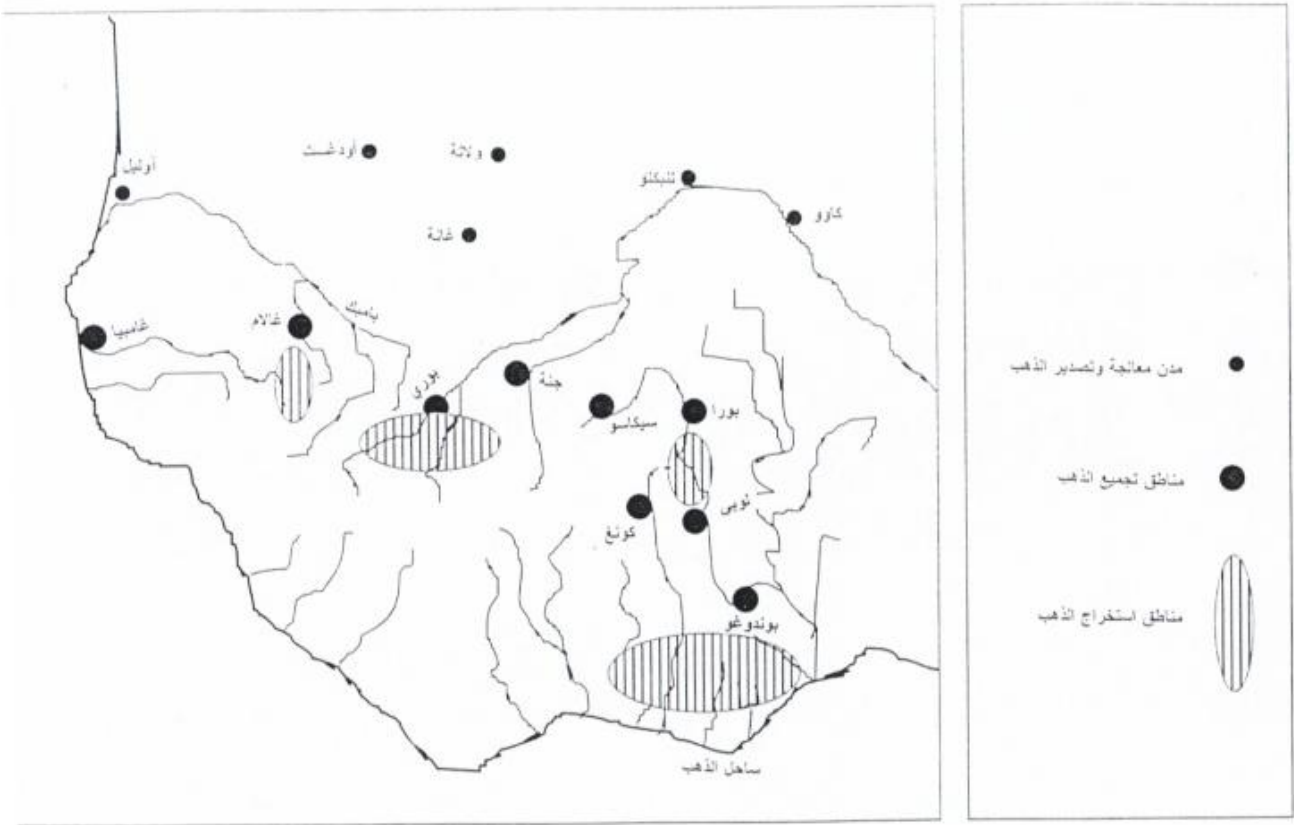 أوليل
أودغست
ولاتة
تنبكتو
كاوو
غانة
غامبيا
غالام
بامبك
بوري
جنة
سيكاسو
بورا
كونغ
لوبي
بوندوغو
ساحل الذهب
مدن معالجة وتصدير الذهب
مناطق تجميع الذهب
مناطق استخراج الذهب